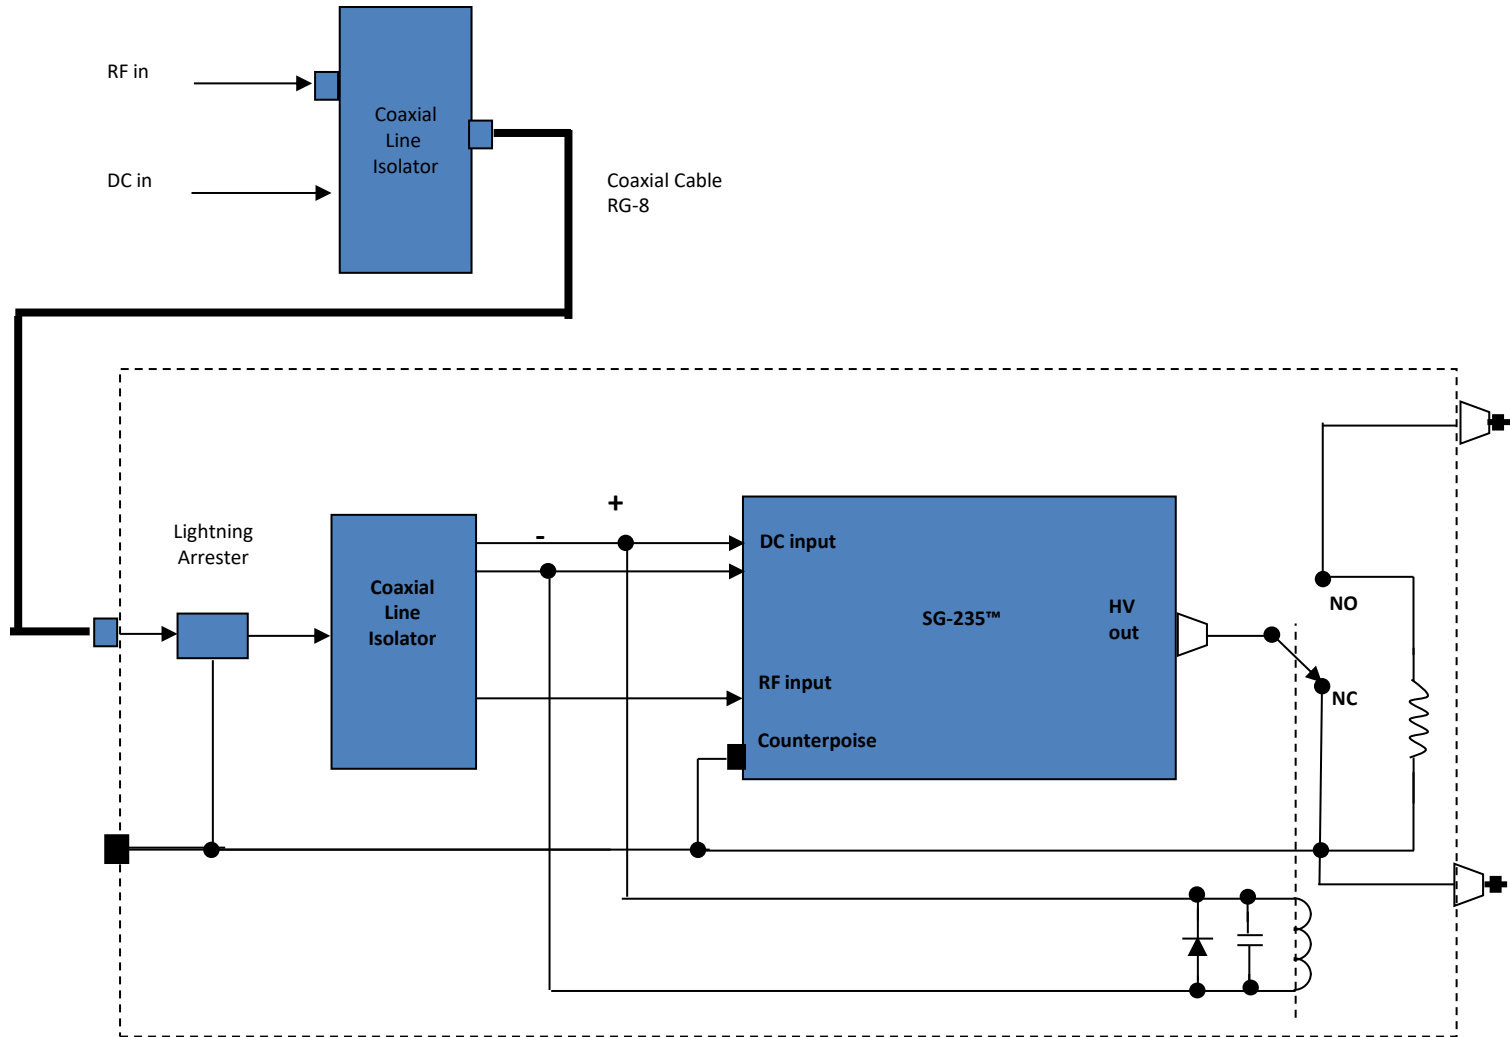 RF in
Coaxial
Line
Isolator
DC in
Coaxial Cable
RG-8
Lightning
Arrester
+
-
DC input
Coaxial
Line
Isolator
SG-235™
HV
out
NO
RF input
NC
Counterpoise